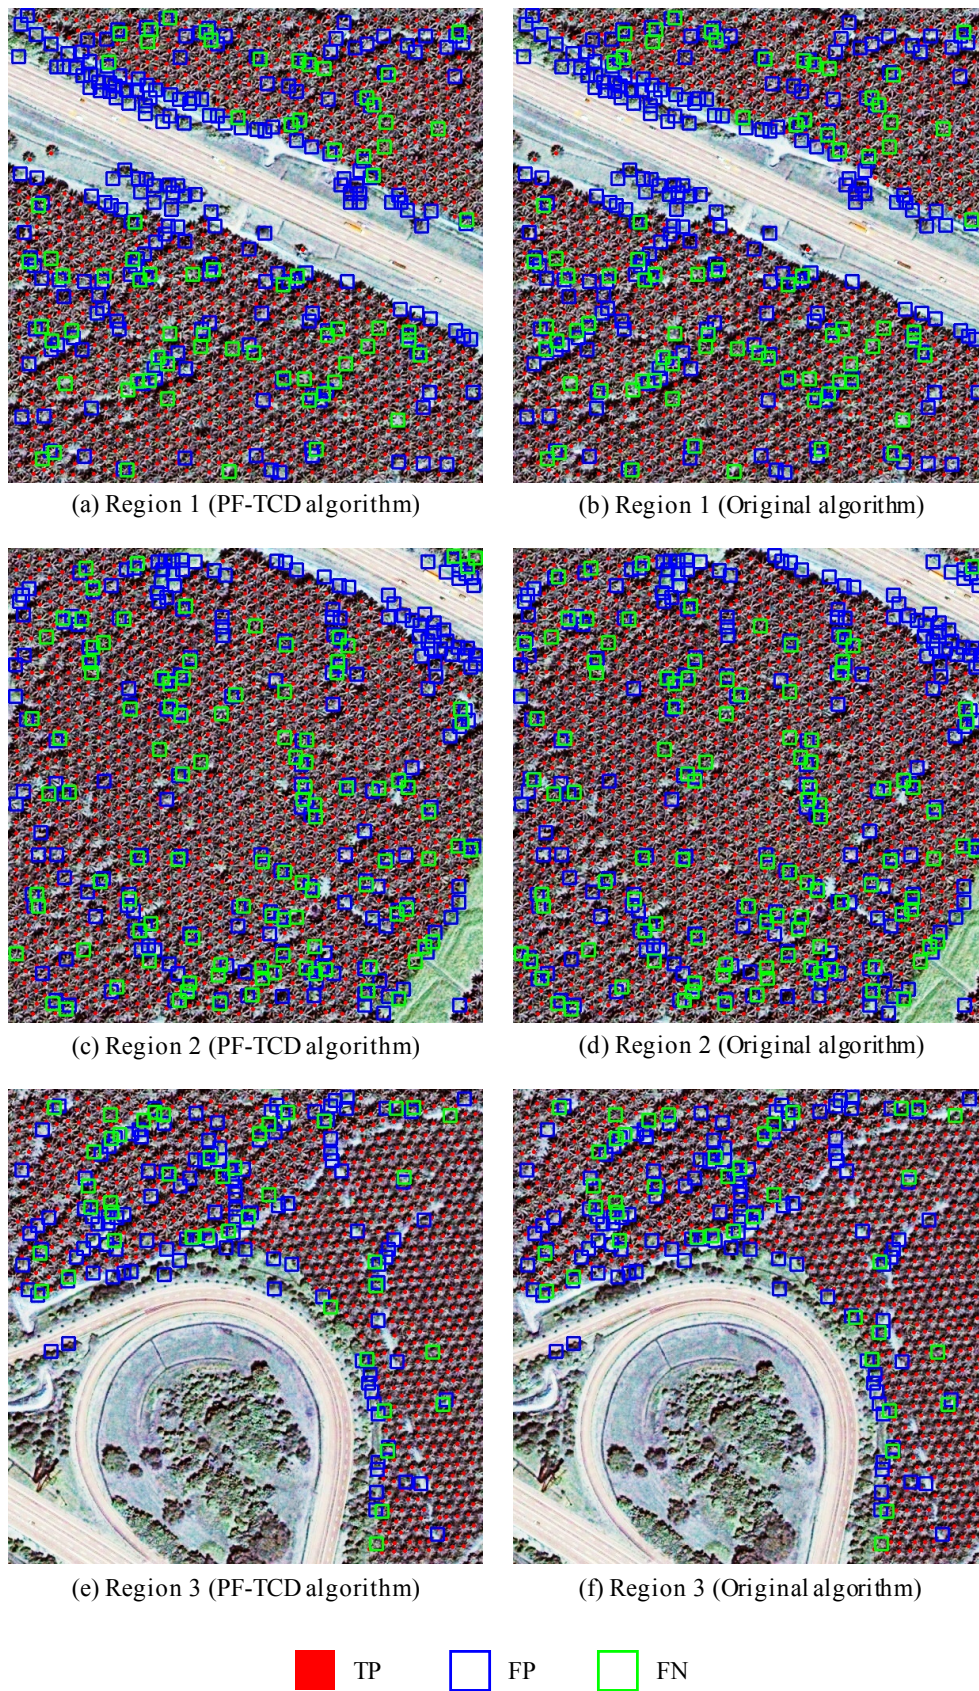 (a) Region 1 (PF-TCD algorithm)
(b) Region 1 (Original algorithm)
(c) Region 2 (PF-TCD algorithm)
(d) Region 2 (Original algorithm)
(e) Region 3 (PF-TCD algorithm)
(f) Region 3 (Original algorithm)
TP FP FN